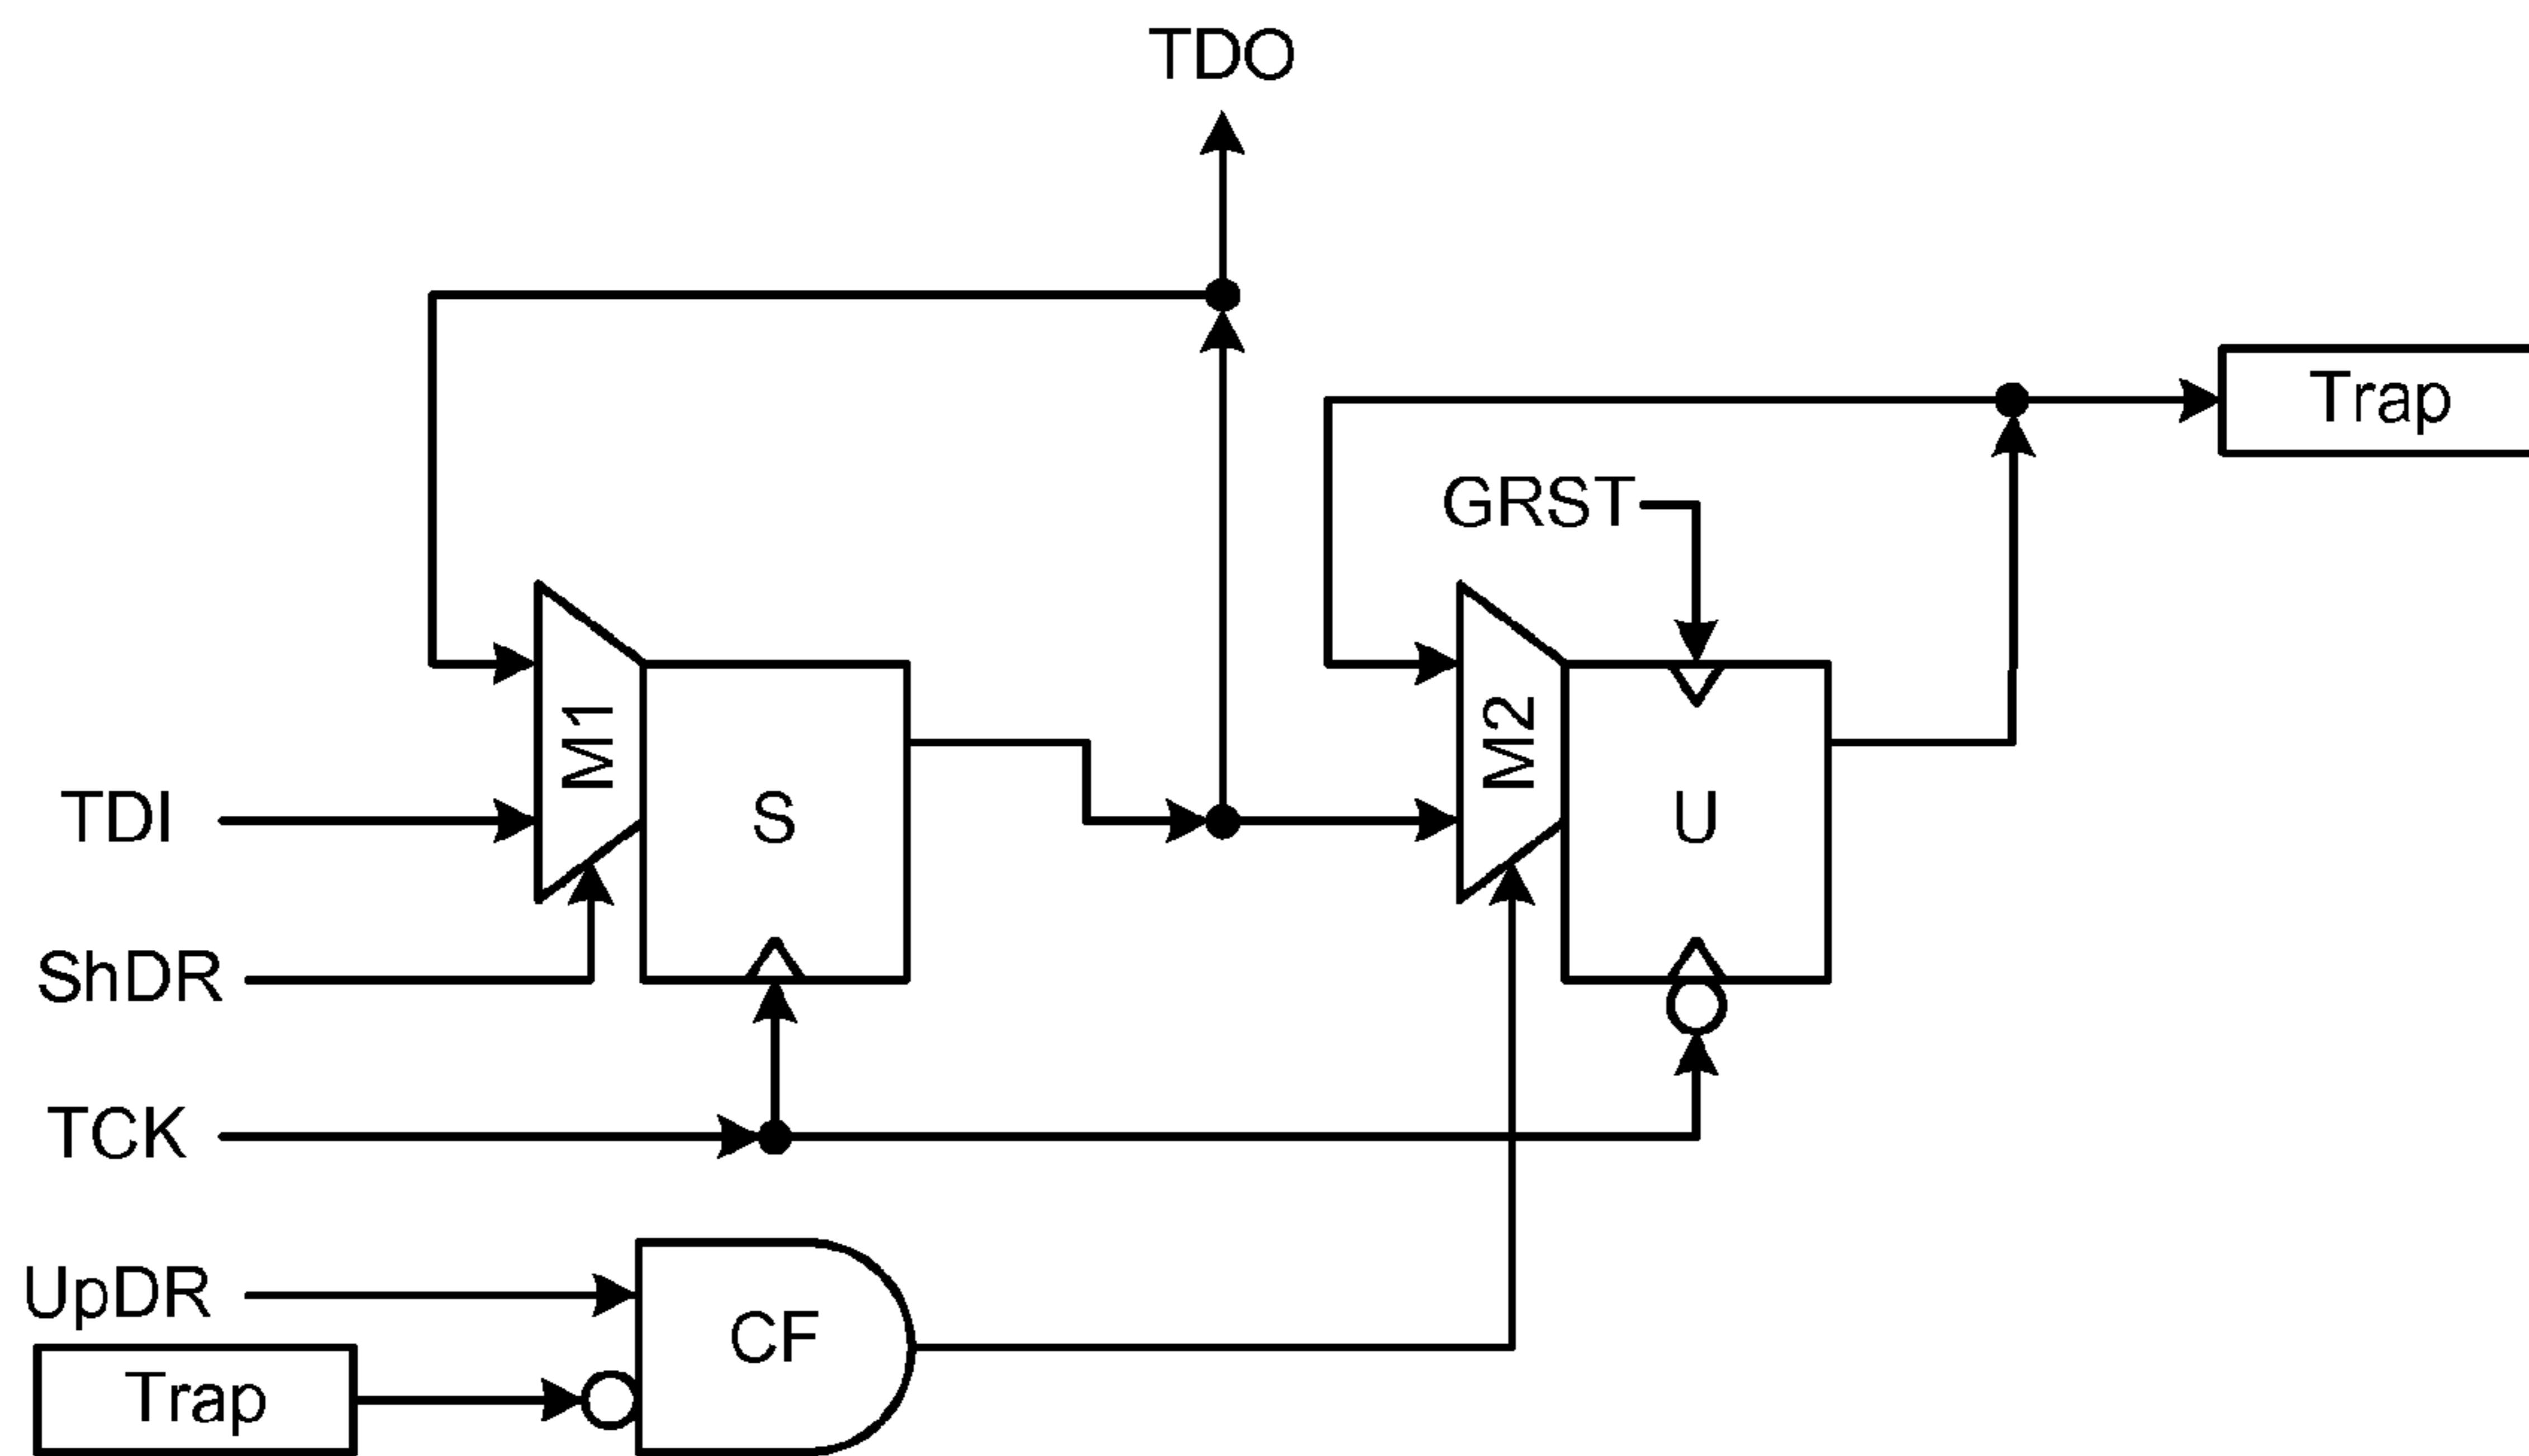 TDO
Trap
GRST
M1
M2
TDI
S
U
ShDR
TCK
UpDR
CF
Trap